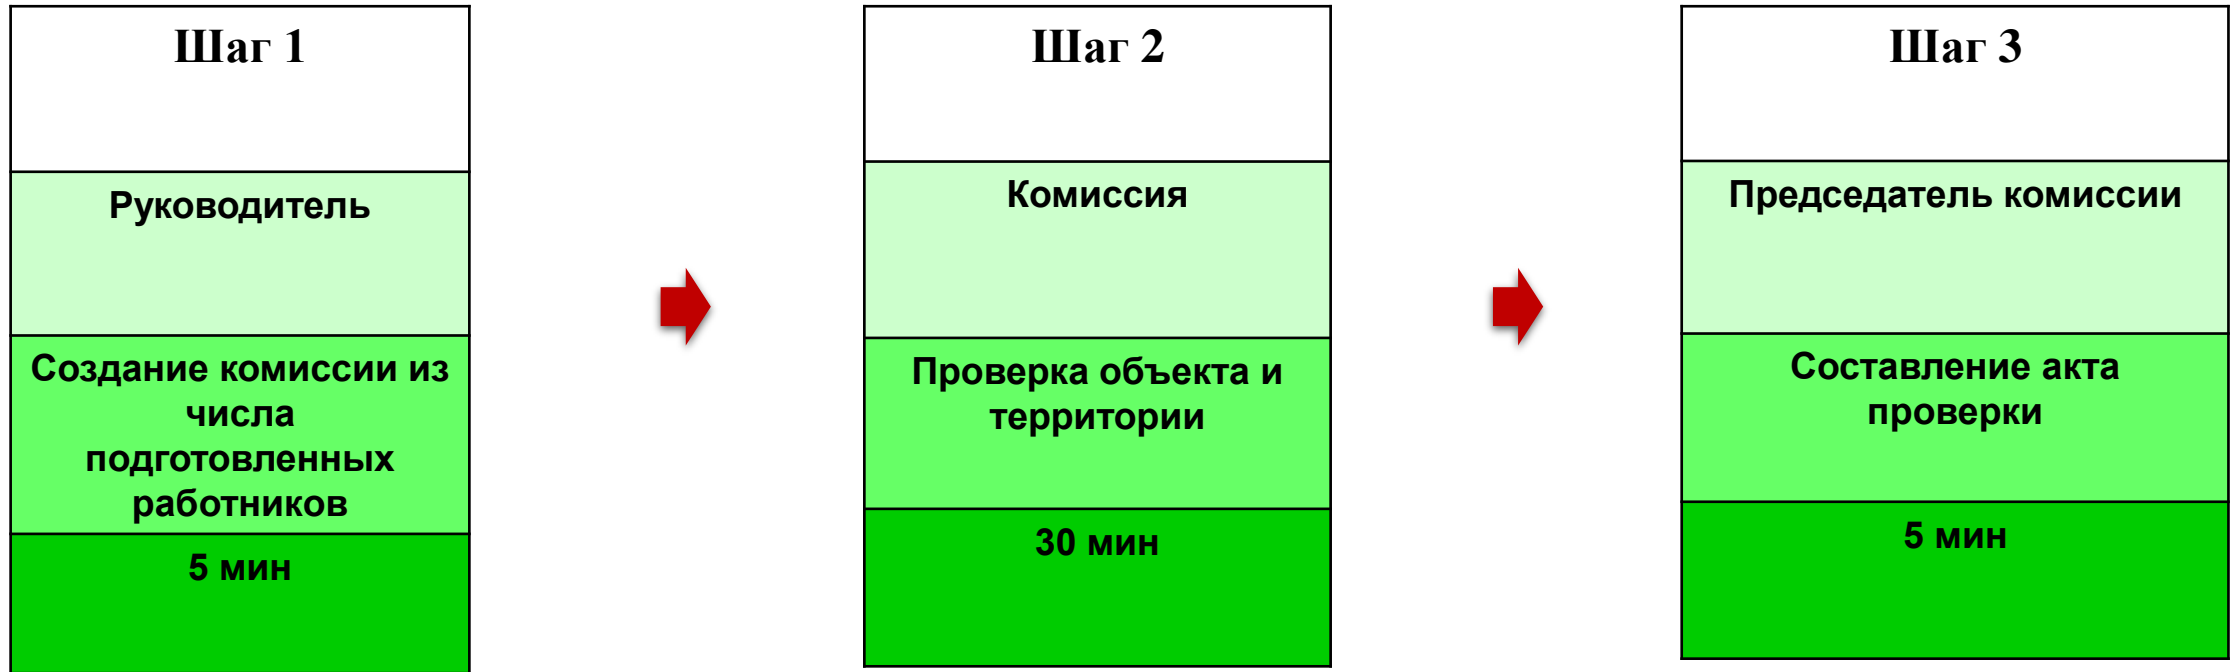 Шаг 1
Руководитель
Создание комиссии из
числа
подготовленных
работников
5 мин
Шаг 2
Комиссия
Проверка объекта и
территории
30 мин
Шаг 3
Председатель комиссии
Составление акта
проверки
5 мин